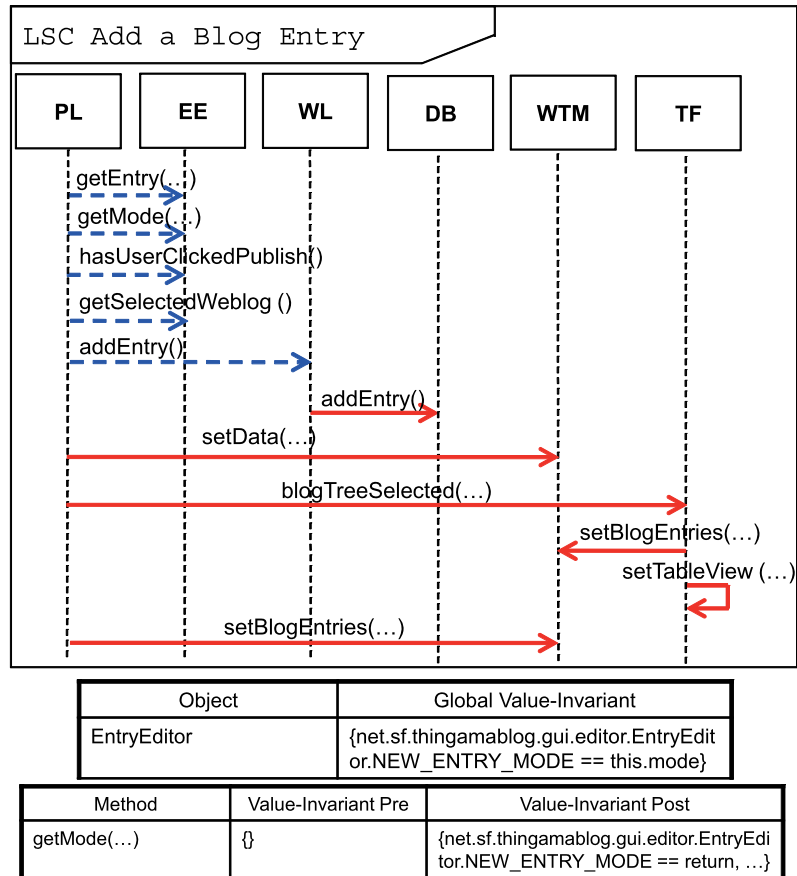 LSC Add a Blog Entry
PL EE WL DB WTM TF
getEntry(…)
getMode(…)
hasUserClickedPublish()
getSelectedWeblog ()
addEntry()
addEntry()
setData(…)
blogTreeSelected(…)
setBlogEntries(…)
setTableView (…)
setBlogEntries(…)
Object Global Value-Invariant
EntryEditor {net.sf.thingamablog.gui.editor.EntryEdit
or.NEW_ENTRY_MODE == this.mode}
Method Value-Invariant Pre Value-Invariant Post
getMode(…) {} {net.sf.thingamablog.gui.editor.EntryEdi
tor.NEW_ENTRY_MODE == return, …}